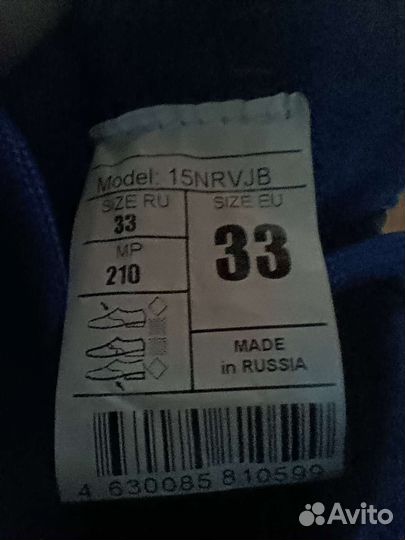 Model: 15NRVJB
SIZE RU
33
MP
210
SIZE EU
33
MADE
in RUSSIA
4 630085 810599
Avito